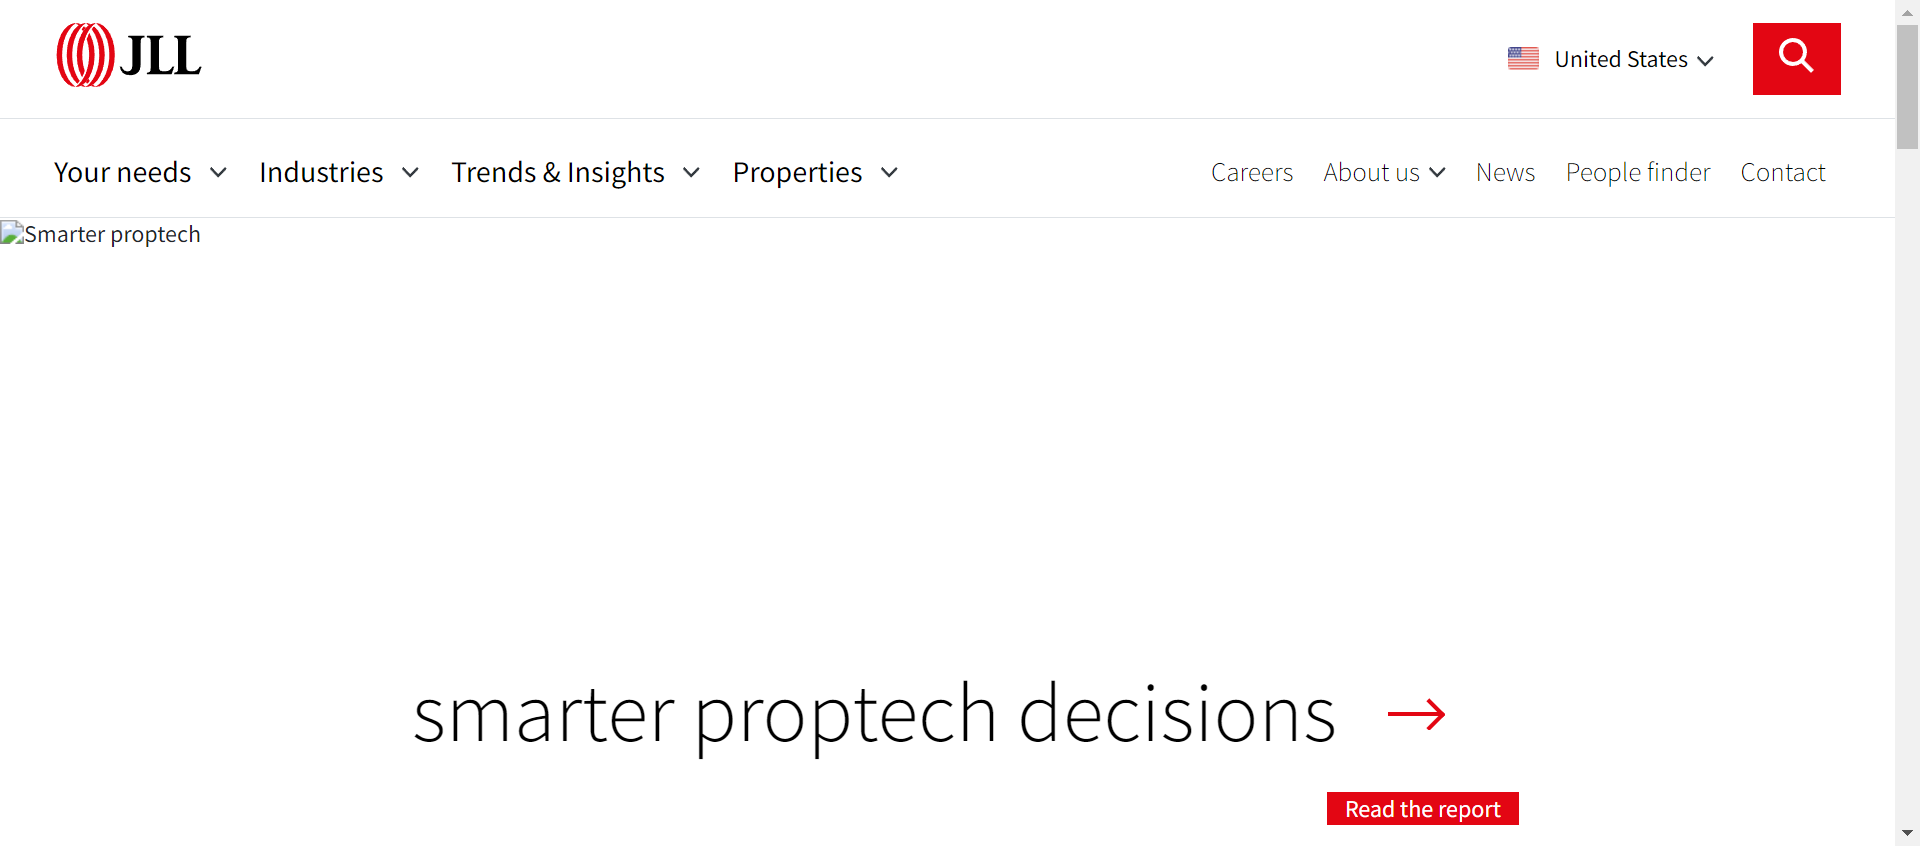 JLL
United States
Your needs
Industries
Trends & Insights
Properties
Careers
About us
News
People finder
Contact
Smarter proptech
smarter proptech decisions
Read the report